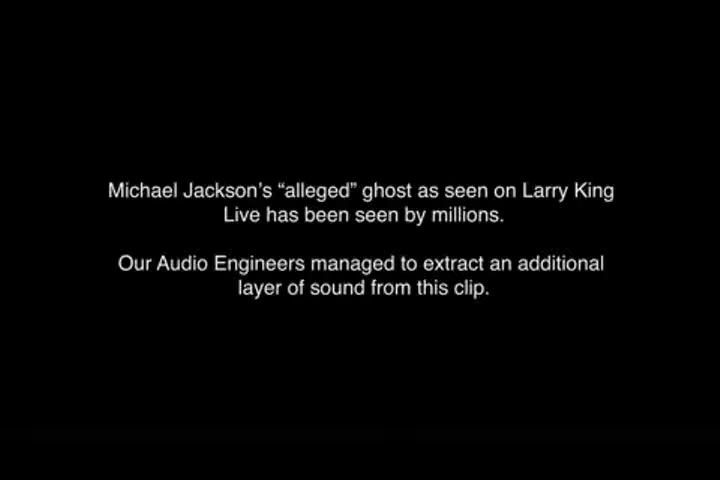 Michael Jackson's “alleged” ghost as seen on Larry King
Live has been seen by millions.
Our Audio Engineers managed to extract an additional
layer of sound from this clip.